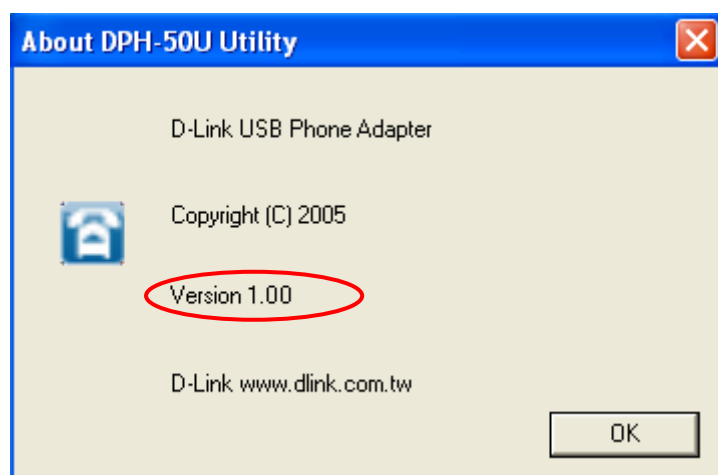 About DPH-50U Utility
D-Link USB Phone Adapter
Copyright (C) 2005
Version 1.00
D-Link www.dlink.com.tw
OK